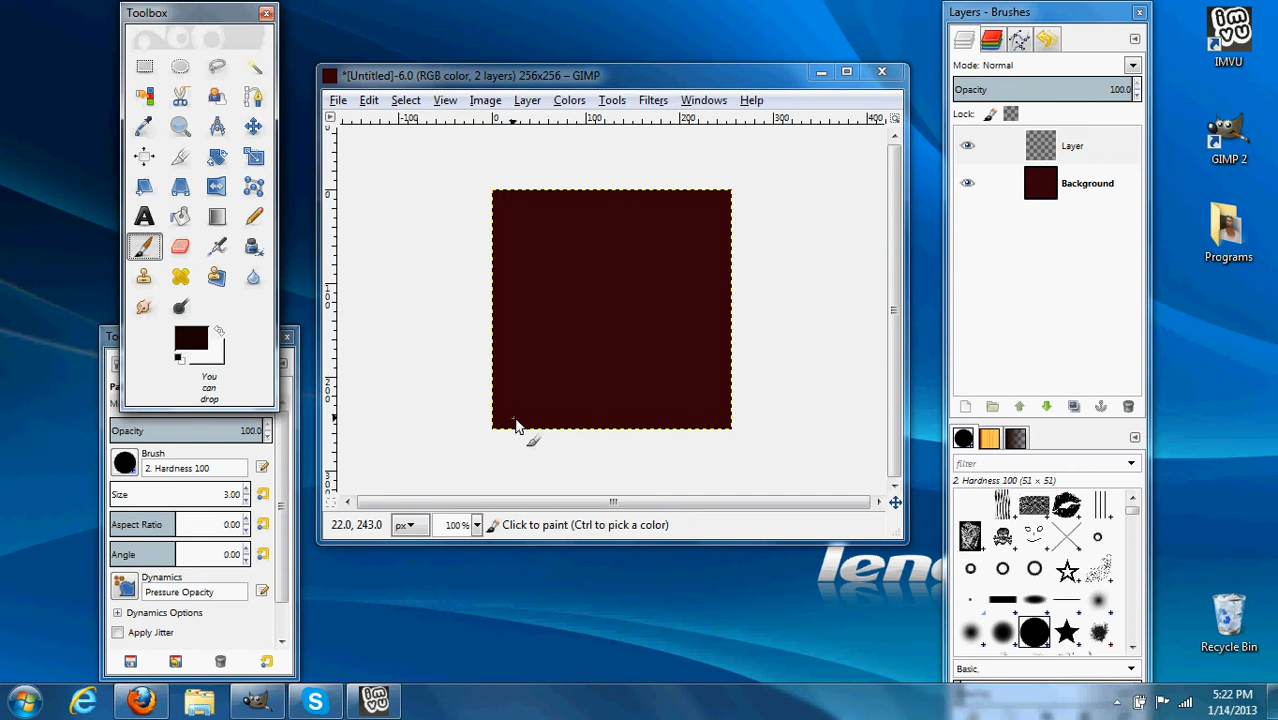 Toolbox
You
can
drop
Opacity 100.0
Brush
2. Hardness 100
Size 3.00
Aspect Ratio 0.00
Angle 0.00
Dynamics
Pressure Opacity
Dynamics Options
Apply Jitter
*[Untitled]-6.0 (RGB color, 2 layers) 256x256 – GIMP
File Edit Select View Image Layer Colors Tools Filters Windows Help
-100 0 100 200 300 400
0
100
200
22.0, 243.0 px 100 % Click to paint (Ctrl to pick a color)
Layers - Brushes
Mode: Normal
Opacity 100.0
Lock:
Layer
Background
filter
2. Hardness 100 (51 × 51)
Basic,
imvu
IMVU
GIMP 2
Programs
Recycle Bin
5:22 PM
1/14/2013